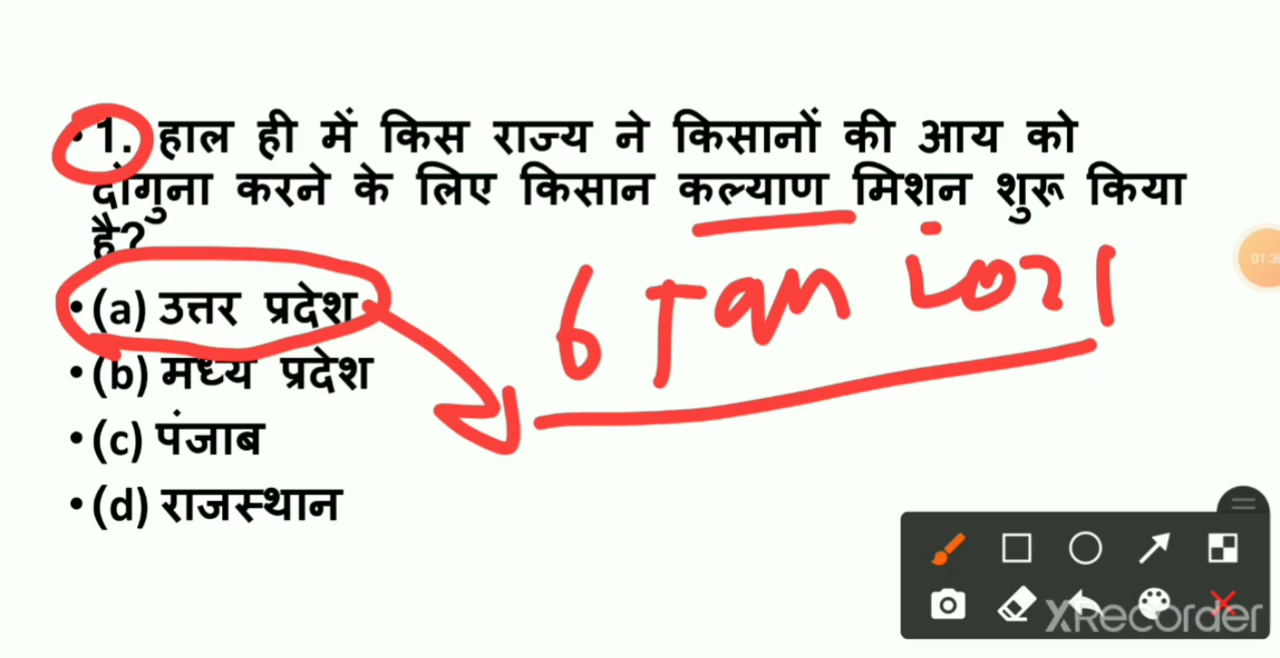 • 1. हाल ही में किस राज्य ने किसानों की आय को
दोगुना करने के लिए किसान कल्याण मिशन शुरू किया
है?
• (a) उत्तर प्रदेश
6 Jan 2021
• (b) मध्य प्रदेश
• (c) पंजाब
• (d) राजस्थान
XRecorder